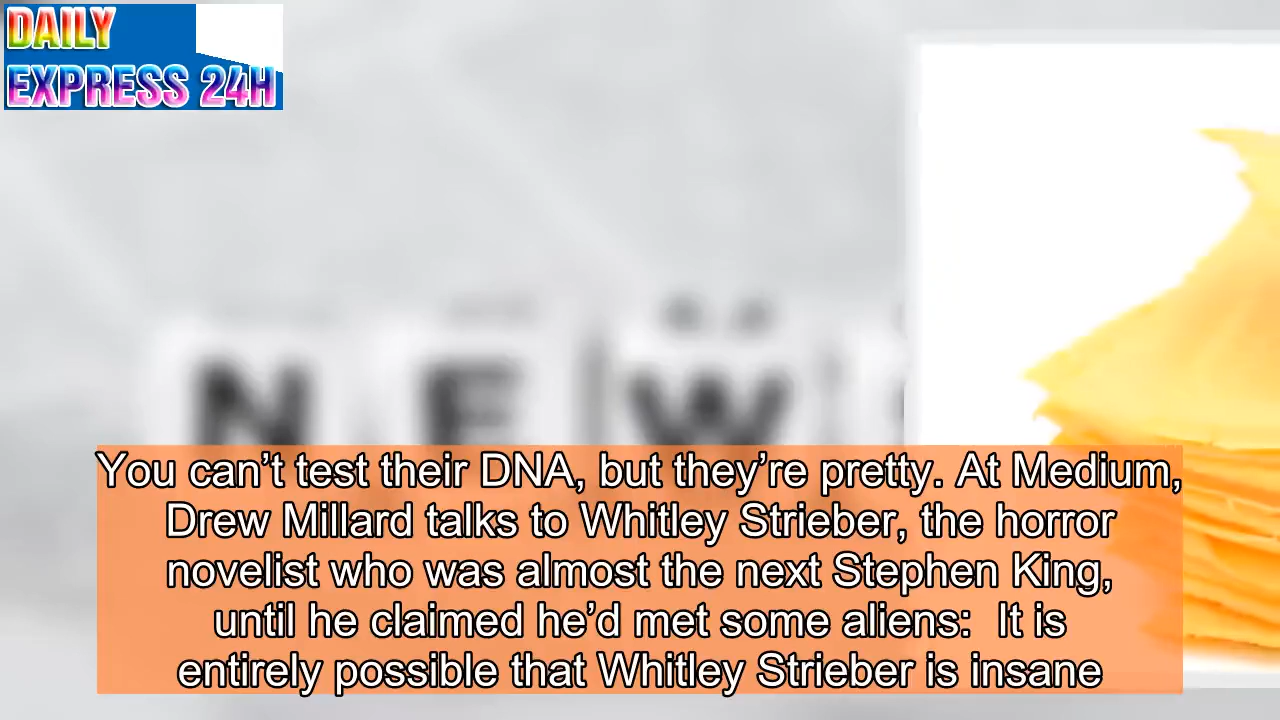 DAILY
EXPRESS 24H
NEW
You can’t test their DNA, but they’re pretty. At Medium,
Drew Millard talks to Whitley Strieber, the horror
novelist who was almost the next Stephen King,
until he claimed he’d met some aliens:  It is
entirely possible that Whitley Strieber is insane